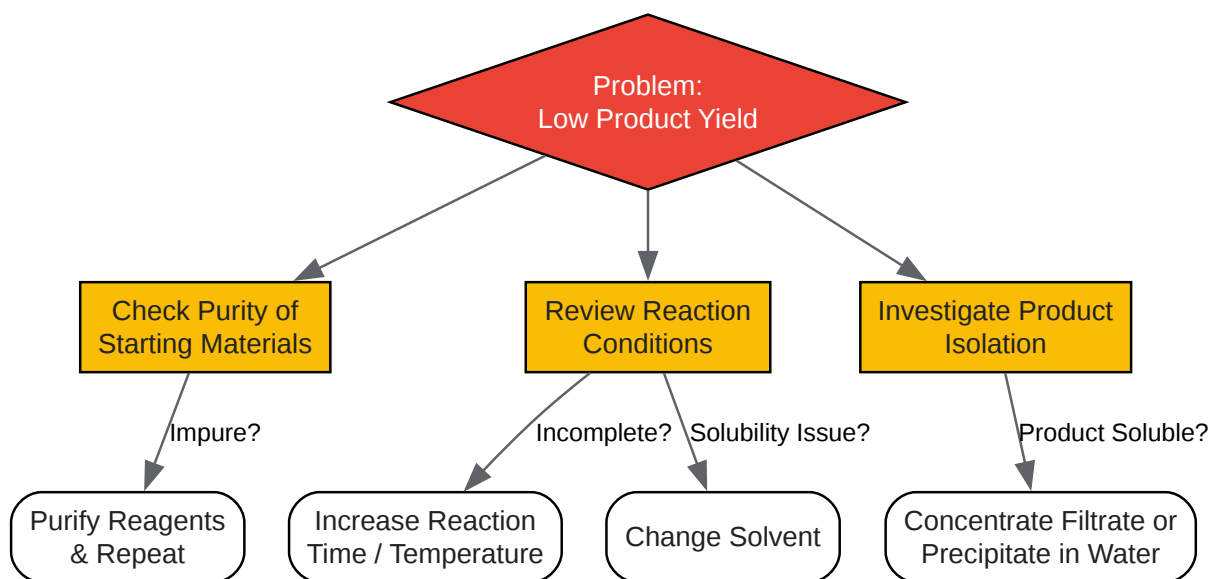 Problem:
Low Product Yield
Check Purity of
Starting Materials
Review Reaction
Conditions
Investigate Product
Isolation
Impure?
Incomplete?
Solubility Issue?
Product Soluble?
Purify Reagents
& Repeat
Increase Reaction
Time / Temperature
Change Solvent
Concentrate Filtrate or
Precipitate in Water